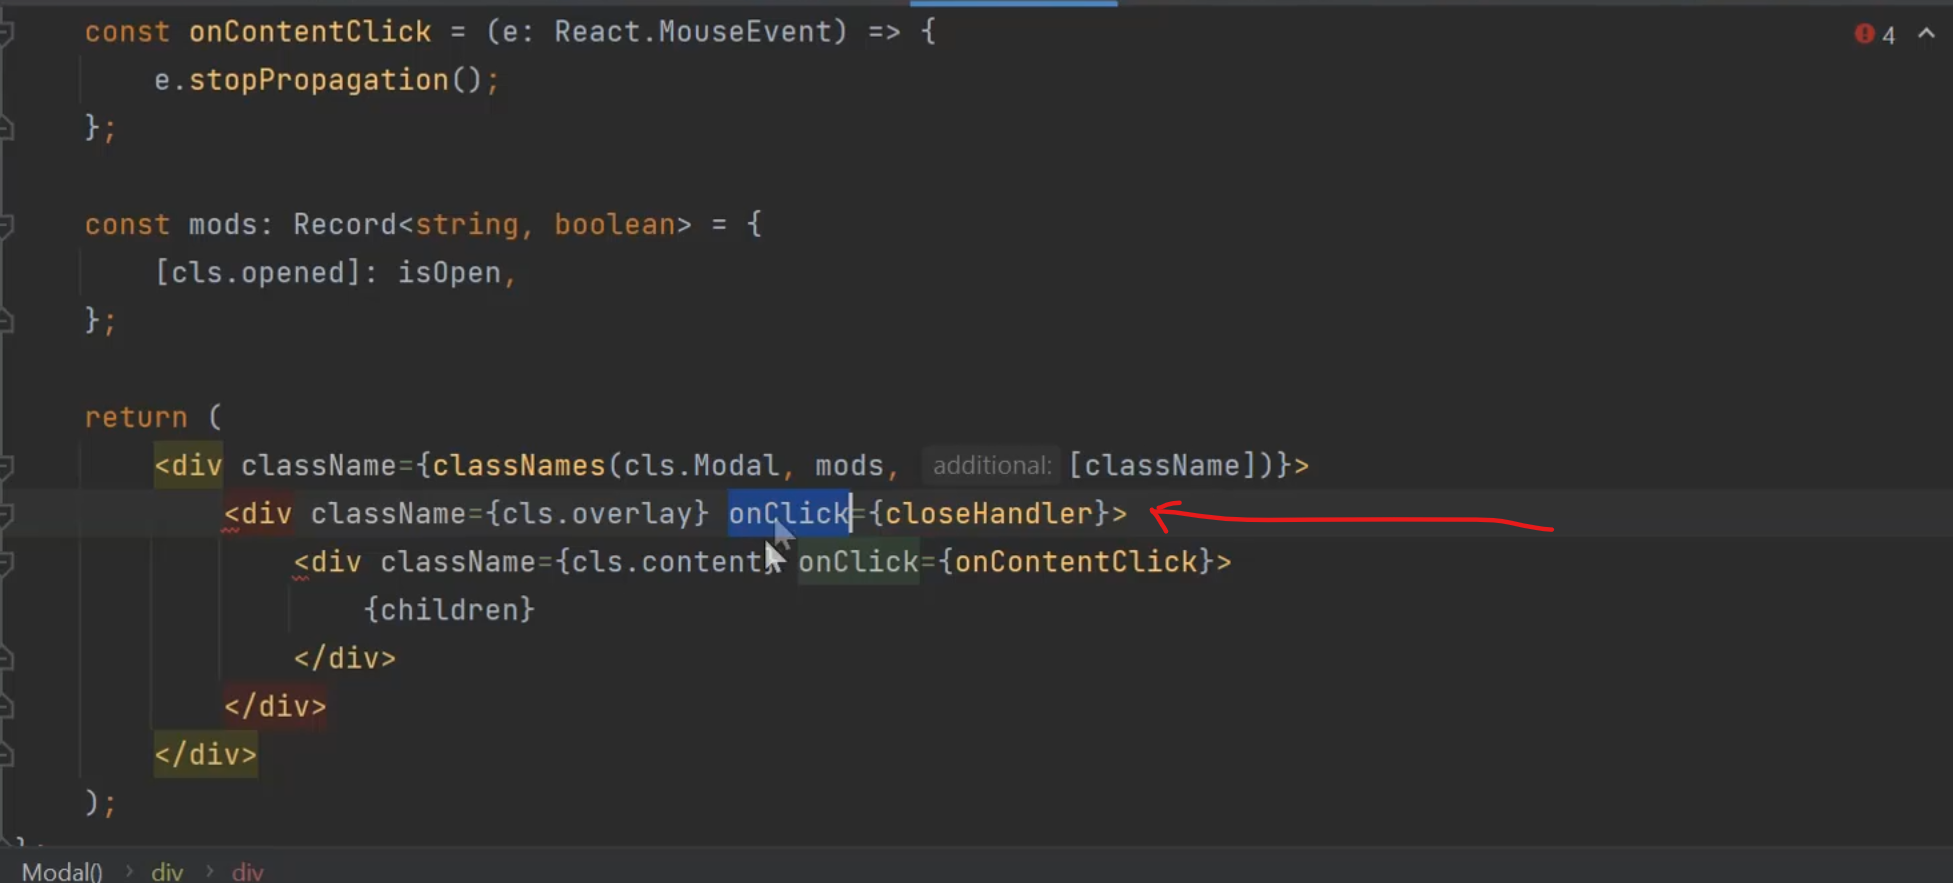 const onContentClick = (e: React.MouseEvent) => {
e.stopPropagation();
};
4
const mods: Record<string, boolean> = {
[cls.opened]: isOpen,
};
return (
<div className={classNames(cls.Modal, mods, additional: [className])}>
<div className={cls.overlay} onClick={closeHandler}>
<div className={cls.content} onClick={onContentClick}>
{children}
</div>
</div>
</div>
);
Modal() › div › div